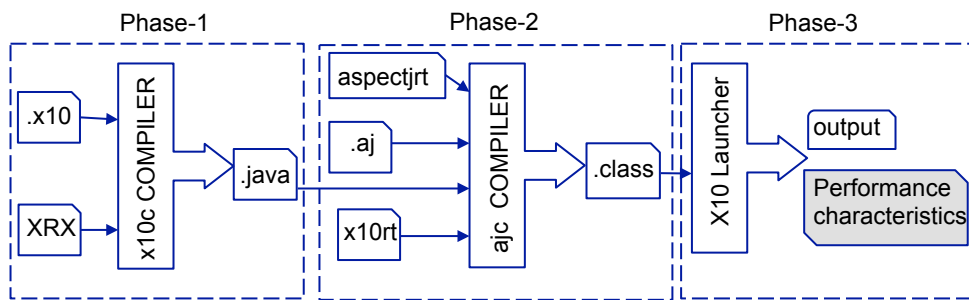 Phase-1
Phase-2
Phase-3
.x10
XRX
x10c COMPILER
.java
aspectjrt
.aj
x10rt
ajc COMPILER
.class
X10 Launcher
output
Performance
characteristics